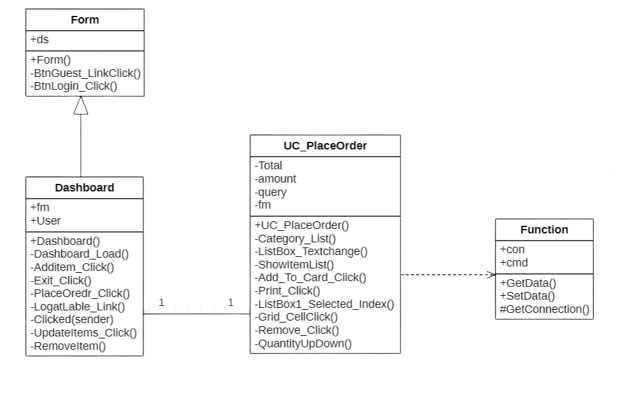 Form
+ds
+Form()
-BtnGuest_LinkClick()
-BtnLogin_Click()
UC_PlaceOrder
-Total
-amount
-query
-fm
+UC_PlaceOrder()
-Category_List()
-ListBox_Textchange()
-ShowItemList()
-Add_To_Card_Click()
-Print_Click()
-ListBox1_Selected_Index()
-Grid_CellClick()
-Remove_Click()
-QuantityUpDown()
Dashboard
+fm
+User
+Dashboard()
-Dashboard_Load()
-Additem_Click()
-Exit_Click()
-PlaceOredr_Click()
-LogatLable_Link()
-Clicked(sender)
-UpdateItems_Click()
-RemoveItem()
1 1
Function
+con
+cmd
+GetData()
+SetData()
#GetConnection()